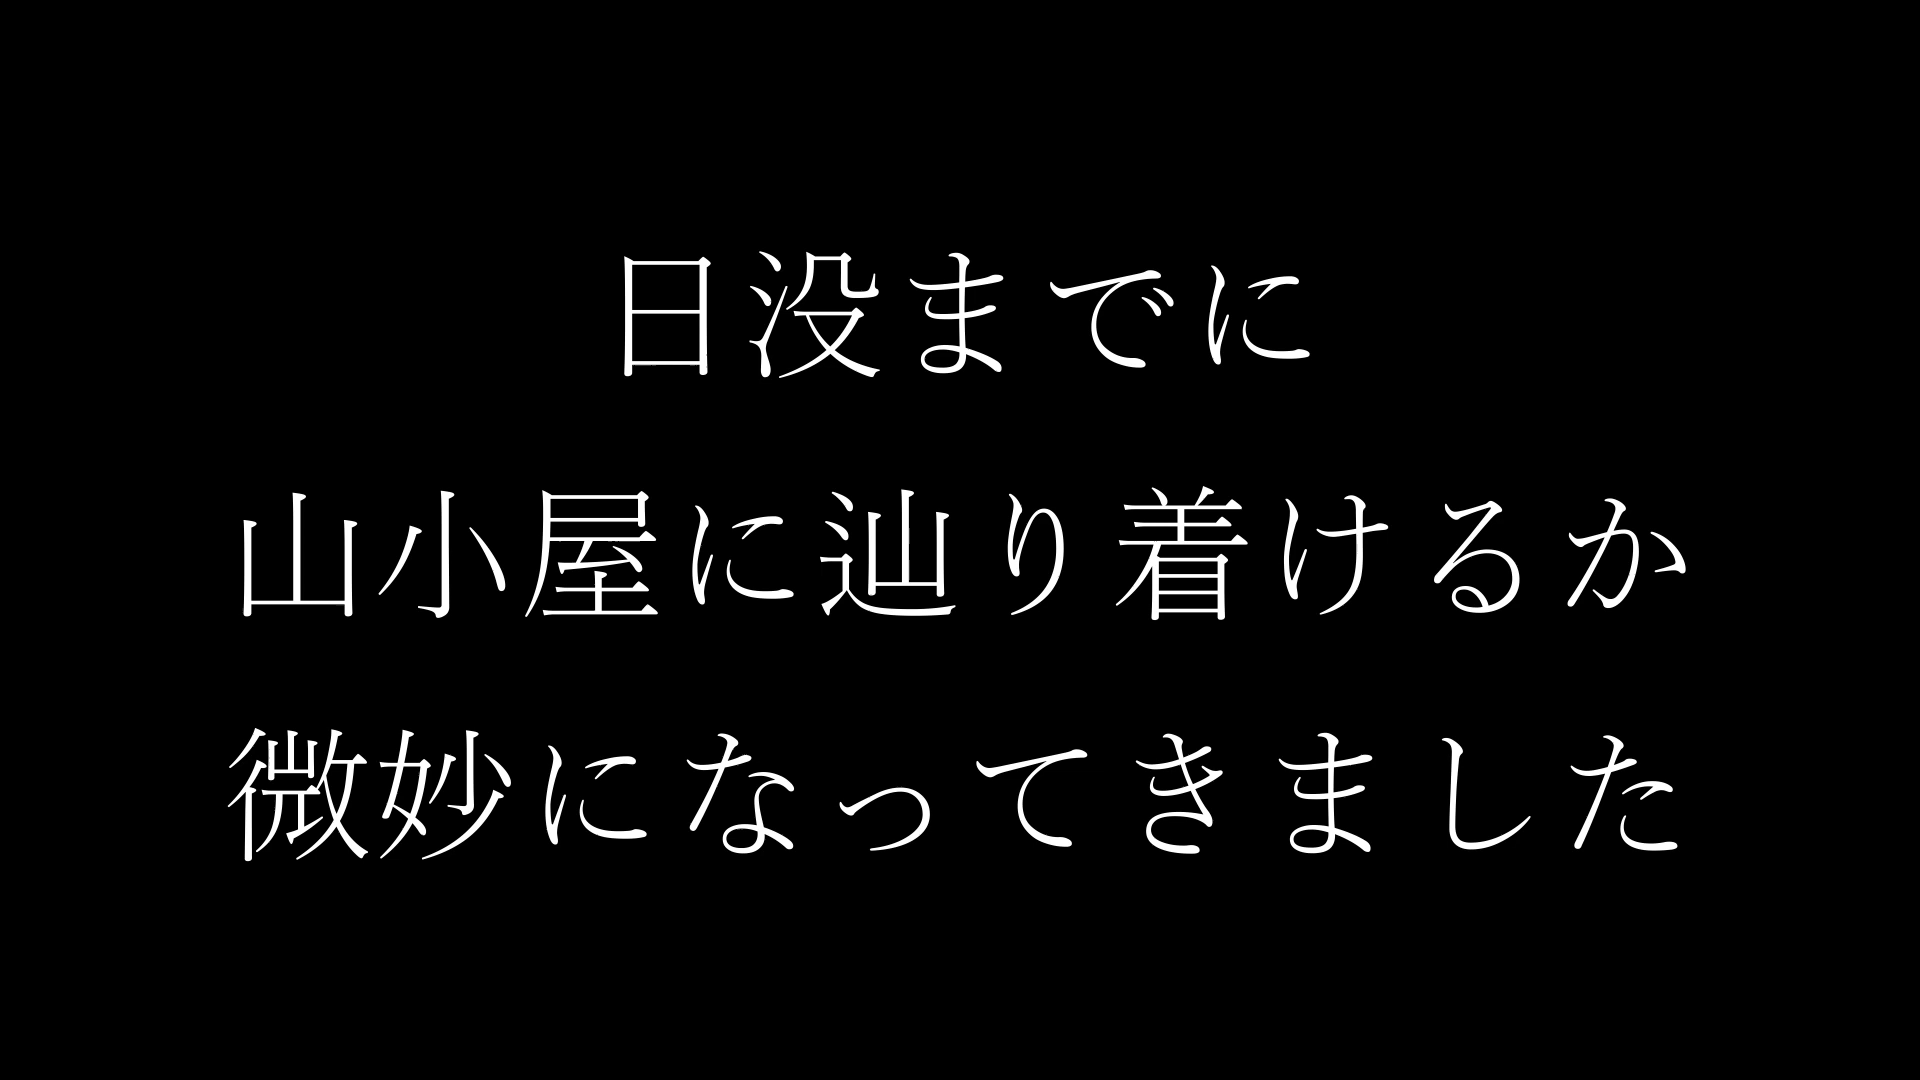 日没までに
山小屋に辿り着けるか
微妙になってきました